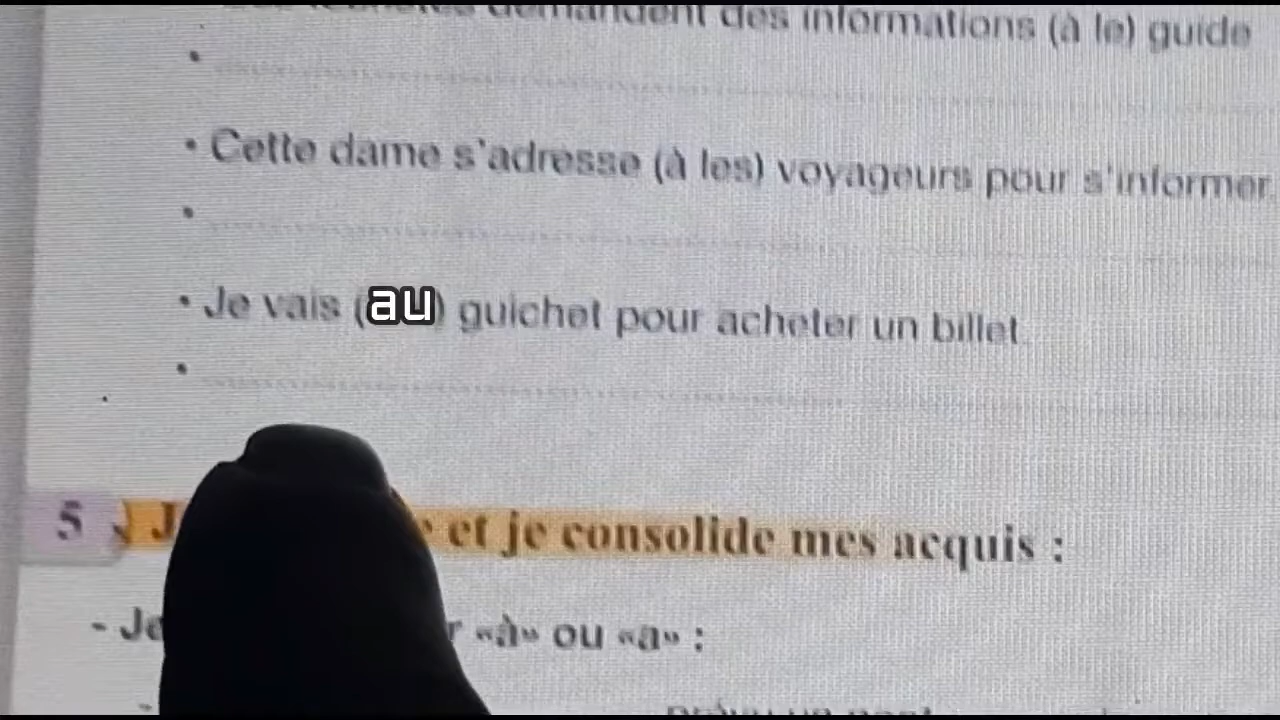 demandent des informations (à le) guide
•
• Cette dame s'adresse (à les) voyageurs pour s'informer.
•
• Je vais (au) guichet pour acheter un billet.
•
5 J et je consolide mes acquis :
- Je «à» ou «a» :
-